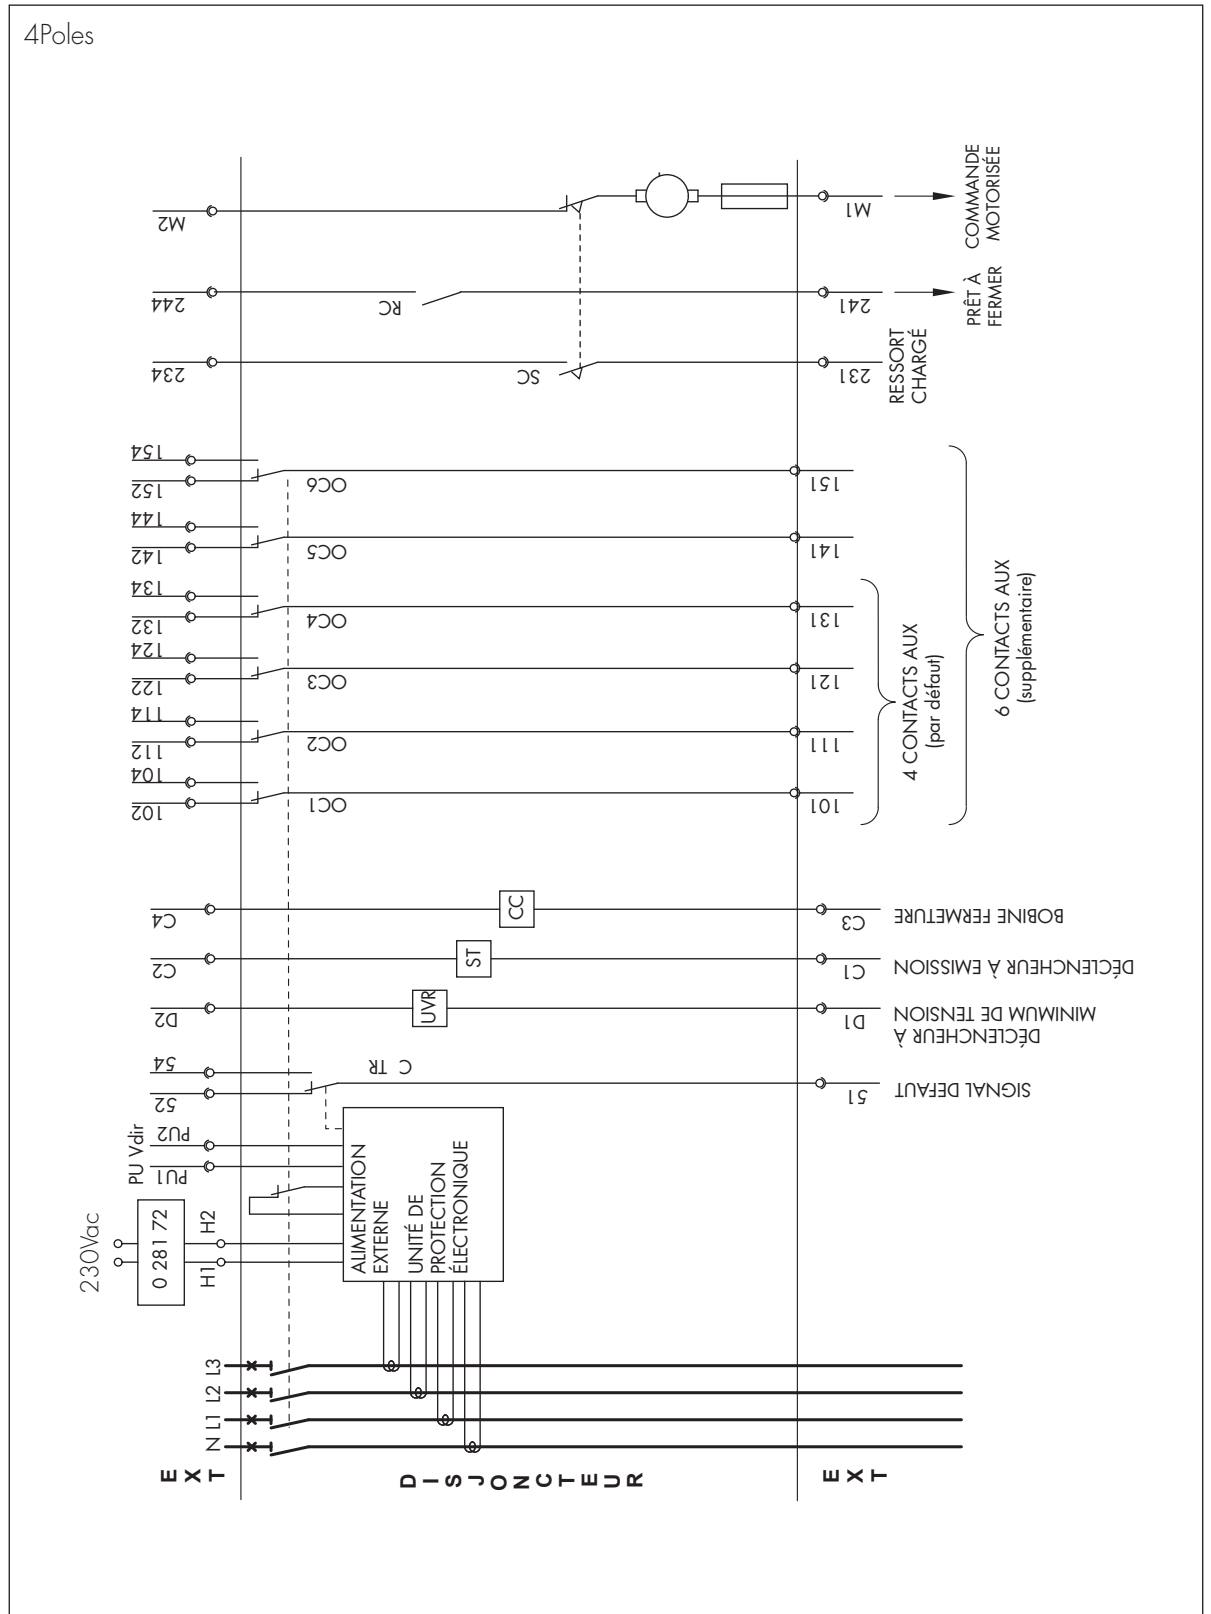 4Poles
M2
M1
COMMANDE
MOTORISÉE
244
RC
241
PRÊT À
FERMER
234
SC
231
RESSORT
CHARGÉ
154
152
OC6
151
144
142
OC5
141
134
132
OC4
131
124
122
OC3
121
114
112
OC2
111
104
102
OC1
101
4 CONTACTS AUX
(par défaut)
6 CONTACTS AUX
(supplémentaire)
C4
CC
C3
BOBINE FERMETURE
C2
ST
C1
DÉCLENCHEUR À EMISSION
D2
UVR
D1
DÉCLENCHEUR À
MINIMUM DE TENSION
54
52
C TR
51
SIGNAL DEFAUT
PU Vdir
PU2
PU1
230Vac
0 281 72
H2
H1
ALIMENTATION
EXTERNE
UNITÉ DE
PROTECTION
ÉLECTRONIQUE
L3
L2
L1
N
EXT
DISJONCTEUR
EXT